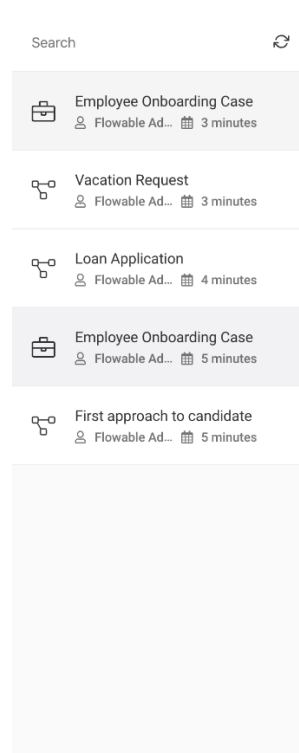 Search
Employee Onboarding Case
Flowable Ad... 3 minutes
Vacation Request
Flowable Ad... 3 minutes
Loan Application
Flowable Ad... 4 minutes
Employee Onboarding Case
Flowable Ad... 5 minutes
First approach to candidate
Flowable Ad... 5 minutes